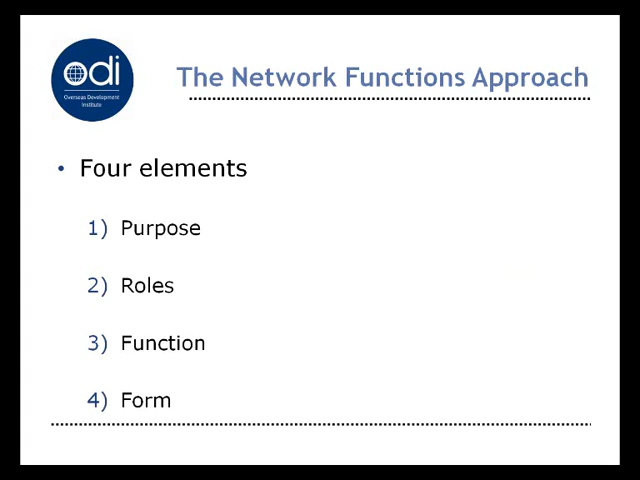 odi
Overseas Development
Institute
The Network Functions Approach
• Four elements
1) Purpose
2) Roles
3) Function
4) Form